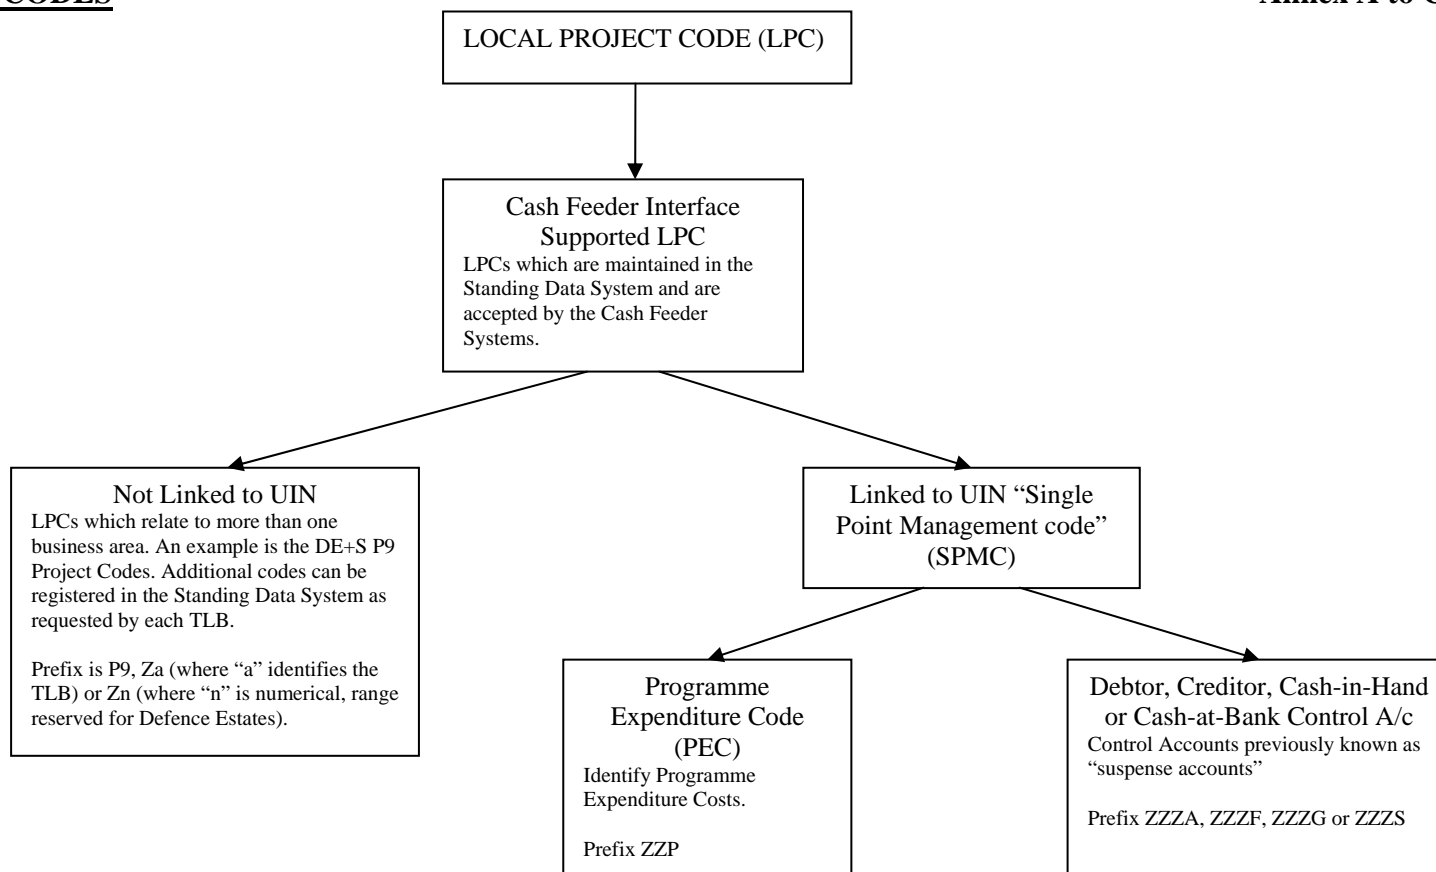 CODES
Annex A to
LOCAL PROJECT CODE (LPC)
Cash Feeder Interface
Supported LPC
LPCs which are maintained in the
Standing Data System and are
accepted by the Cash Feeder
Systems.
Not Linked to UIN
LPCs which relate to more than one
business area. An example is the DE+S P9
Project Codes. Additional codes can be
registered in the Standing Data System as
requested by each TLB.
Prefix is P9, Za (where “a” identifies the
TLB) or Zn (where “n” is numerical, range
reserved for Defence Estates).
Linked to UIN “Single
Point Management code”
(SPMC)
Programme
Expenditure Code
(PEC)
Identify Programme
Expenditure Costs.
Prefix ZZP
Debtor, Creditor, Cash-in-Hand
or Cash-at-Bank Control A/c
Control Accounts previously known as
“suspense accounts”
Prefix ZZZA, ZZZF, ZZZG or ZZZS